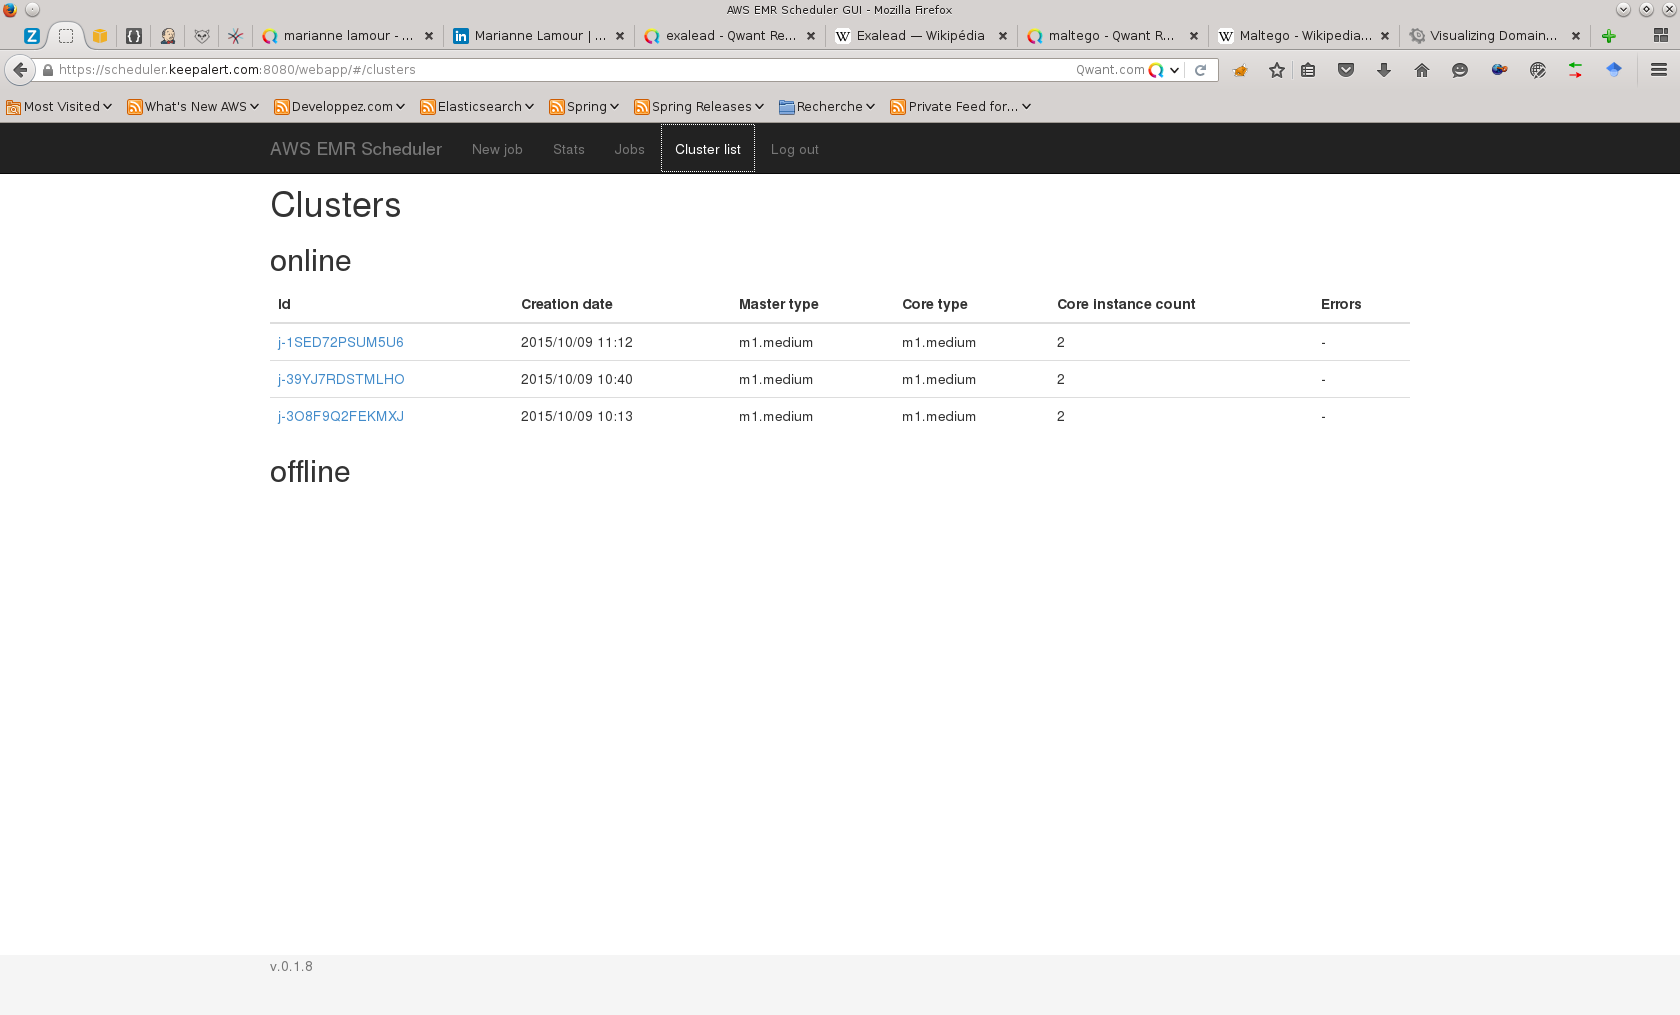 AWS EMR Scheduler GUI - Mozilla Firefox
marianne lamour - ... Marianne Lamour | ... exalead - Qwant Re... Exalead — Wikipédia maltego - Qwant R... Maltego - Wikipedia... Visualizing Domain...
https://scheduler.keepalert.com:8080/webapp/#/clusters Qwant.com
Most Visited What's New AWS Developpez.com Elasticsearch Spring Spring Releases Recherche Private Feed for...
AWS EMR Scheduler New job Stats Jobs Cluster list Log out
Clusters
online
Id Creation date Master type Core type Core instance count Errors
j-1SED72PSUM5U6 2015/10/09 11:12 m1.medium m1.medium 2 -
j-39YJ7RDSTMLHO 2015/10/09 10:40 m1.medium m1.medium 2 -
j-3O8F9Q2FEKMXJ 2015/10/09 10:13 m1.medium m1.medium 2 -
offline
v.0.1.8